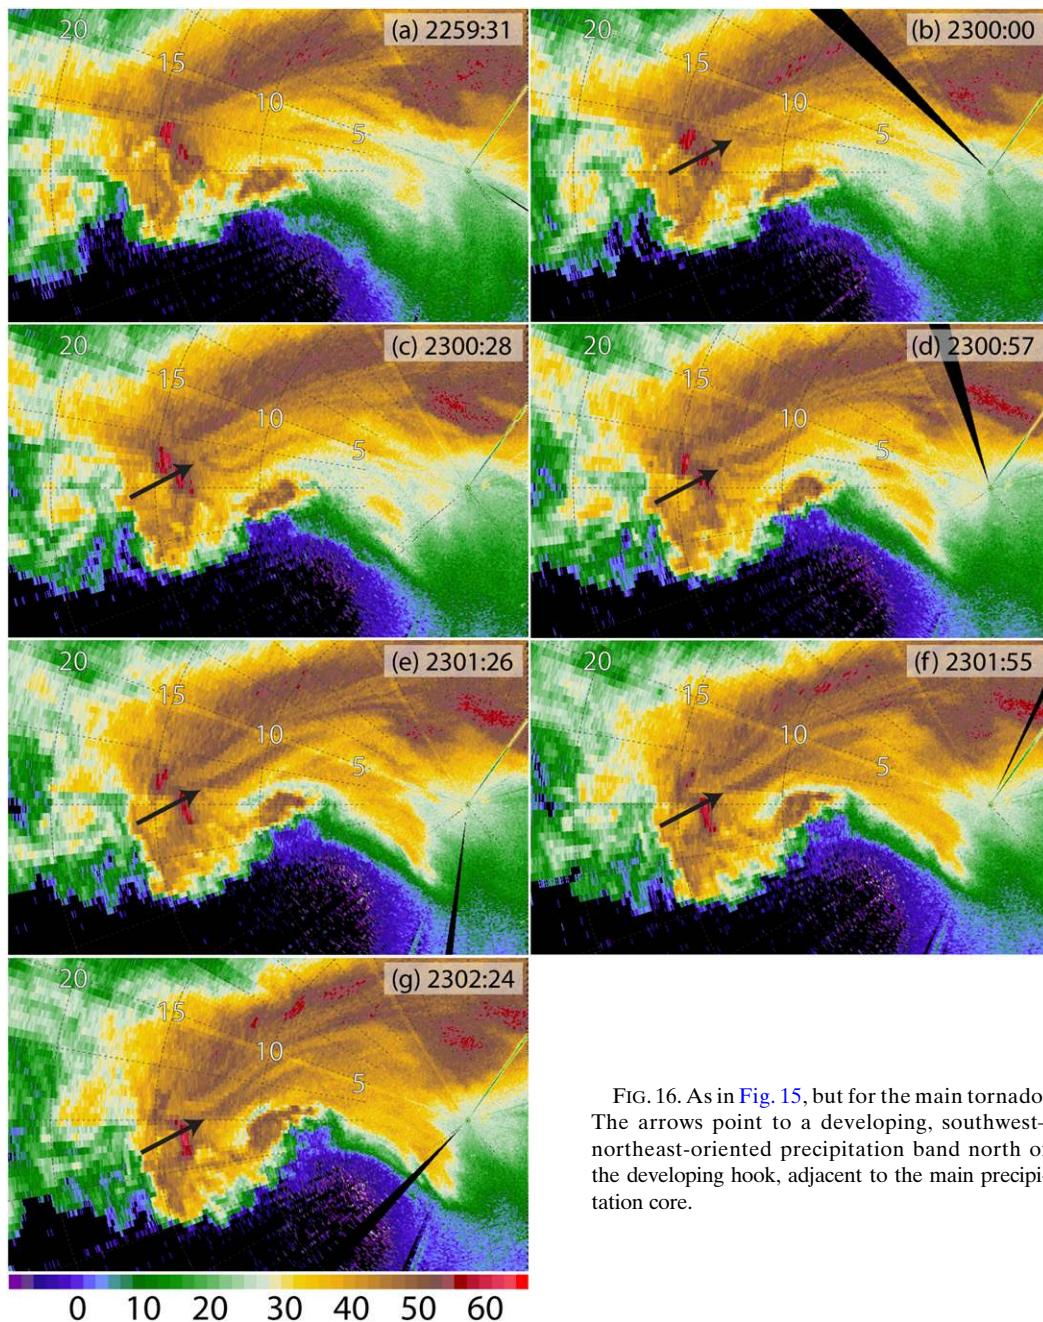 (a) 2259:31
20
15
10
5
(b) 2300:00
20
15
10
5
(c) 2300:28
20
15
10
5
(d) 2300:57
20
15
10
5
(e) 2301:26
20
15
10
5
(f) 2301:55
20
15
10
5
(g) 2302:24
20
15
10
5
0 10 20 30 40 50 60
FIG. 16. As in Fig. 15, but for the main tornado
The arrows point to a developing, southwest–
northeast-oriented precipitation band north of
the developing hook, adjacent to the main precipi
tation core.